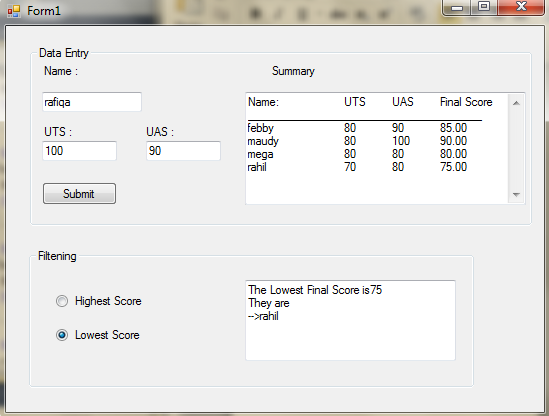 Form1
Data Entry
Name :
Summary
rafiqa
Name: UTS UAS Final Score
febby 80 90 85.00
maudy 80 100 90.00
mega 80 80 80.00
rahil 70 80 75.00
UTS : UAS :
100 90
Submit
Filtening
Highest Score
Lowest Score
The Lowest Final Score is75
They are
-->rahil